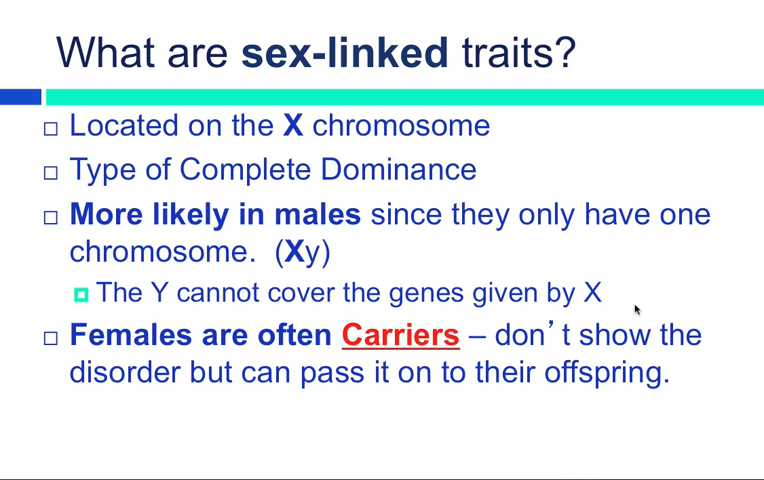 What are sex-linked traits?
Located on the X chromosome
Type of Complete Dominance
More likely in males since they only have one
chromosome. (Xy)
The Y cannot cover the genes given by X
Females are often Carriers – don’t show the
disorder but can pass it on to their offspring.